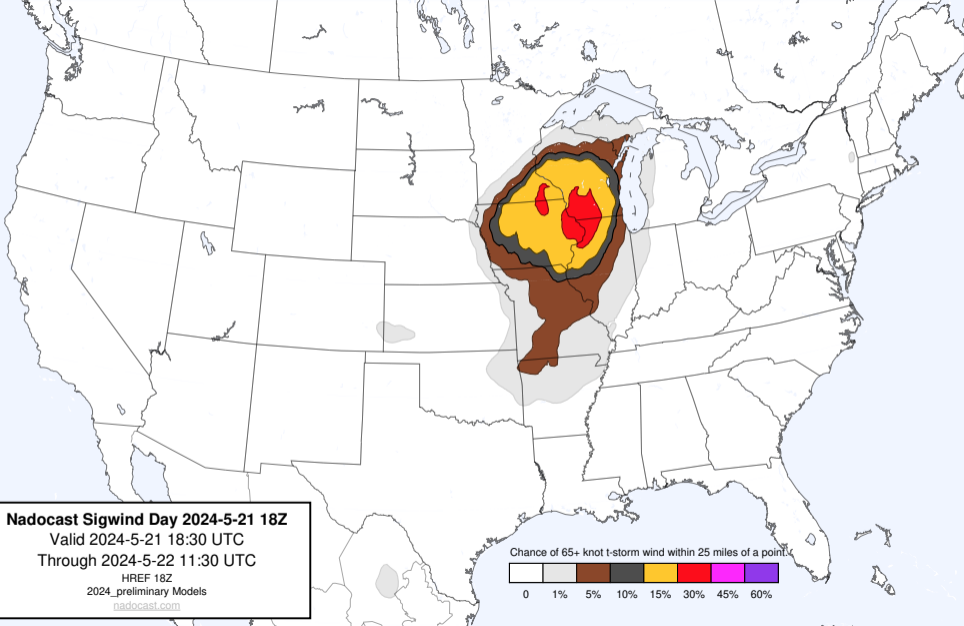 Chance of 65+ knot t-storm wind within 25 miles of a point.
0 1% 5% 10% 15% 30% 45% 60%
Nadocast Sigwind Day 2024-5-21 18Z
Valid 2024-5-21 18:30 UTC
Through 2024-5-22 11:30 UTC
HREF 18Z
2024_preliminary Models
nadocast.com